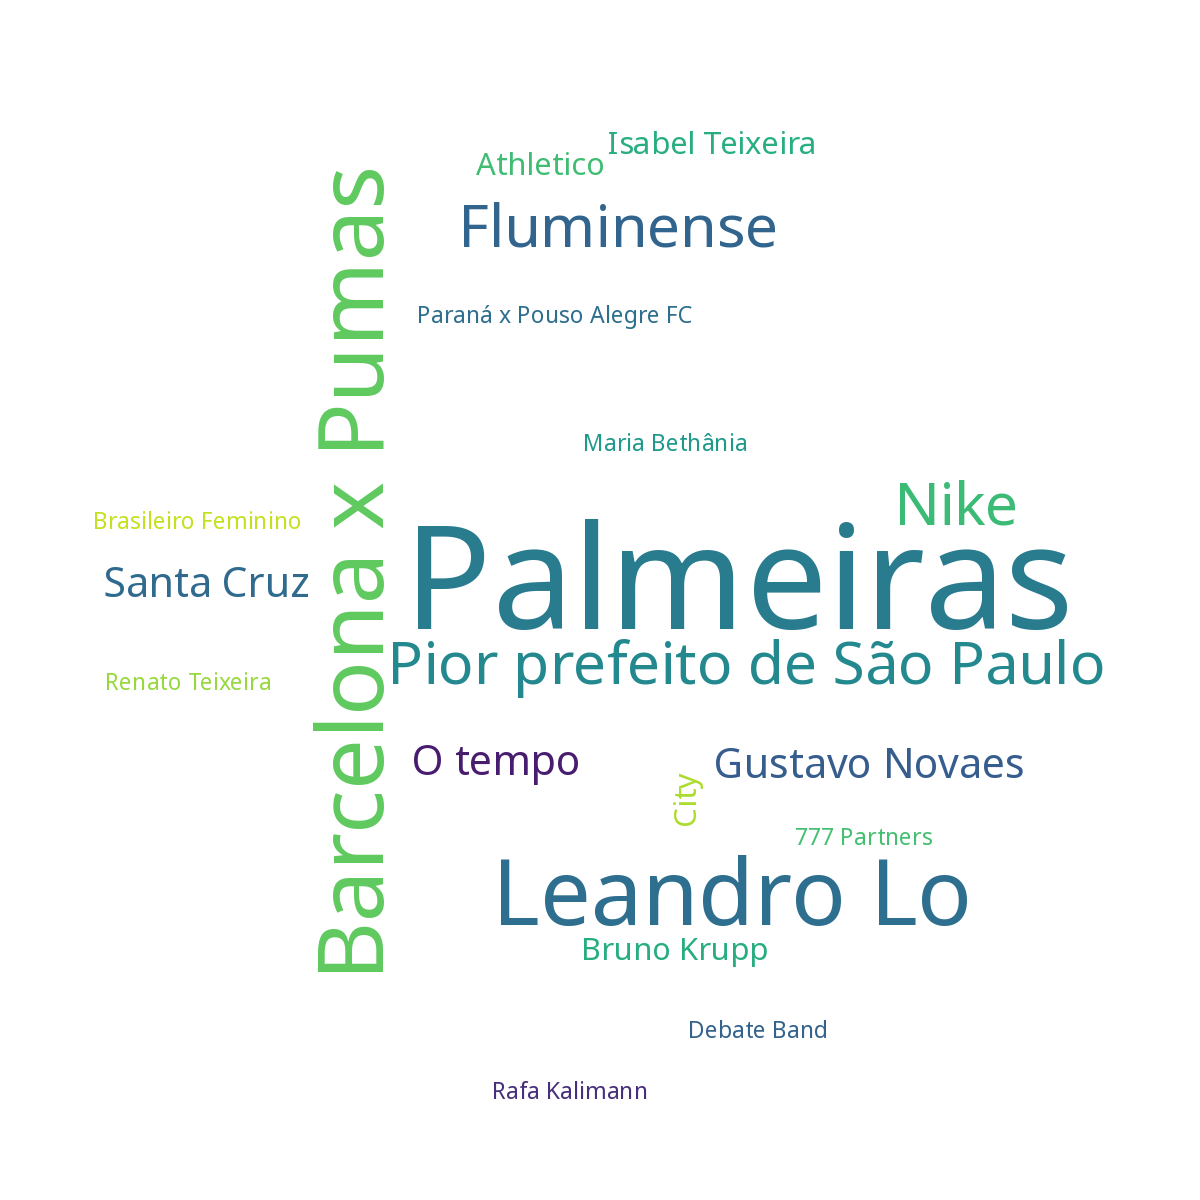 Isabel Teixeira
Athletico
Fluminense
Barcelona x Pumas
Paraná x Pouso Alegre FC
Maria Bethânia
Nike
Brasileiro Feminino
Palmeiras
Santa Cruz
Pior prefeito de São Paulo
Renato Teixeira
O tempo
Gustavo Novaes
City
777 Partners
Leandro Lo
Bruno Krupp
Debate Band
Rafa Kalimann